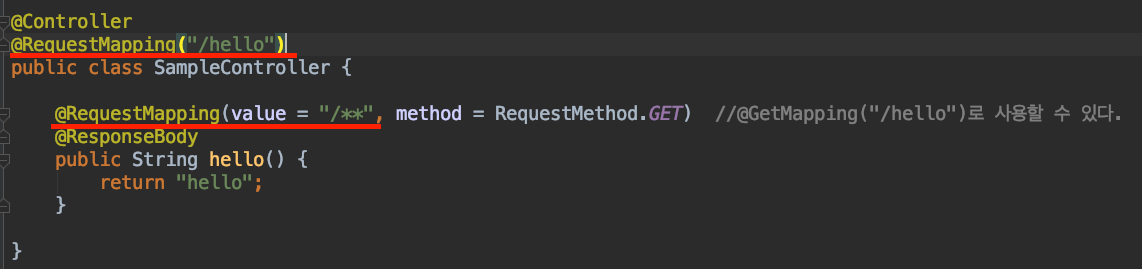 @Controller
@RequestMapping("/hello")
public class SampleController {
@RequestMapping(value = "/**", method = RequestMethod.GET)  //@GetMapping("/hello")로 사용할 수 있다.
@ResponseBody
public String hello() {
return "hello";
}
}